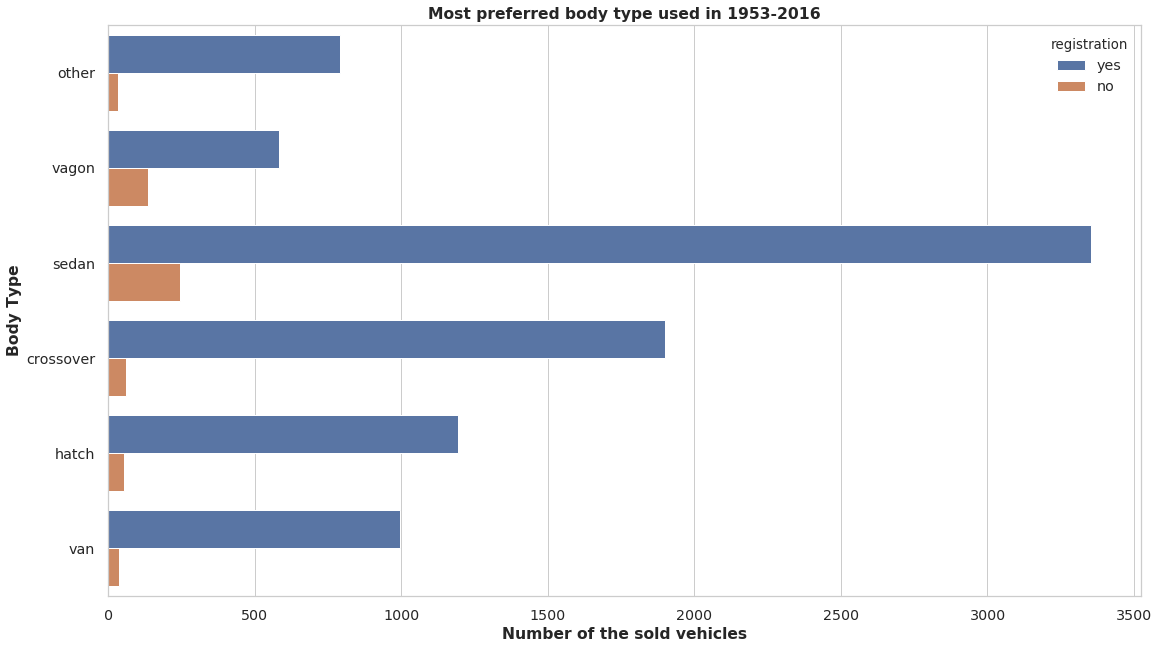 Most preferred body type used in 1953-2016
registration
yes
no
Body Type
other
vagon
sedan
crossover
hatch
van
0 500 1000 1500 2000 2500 3000 3500
Number of the sold vehicles